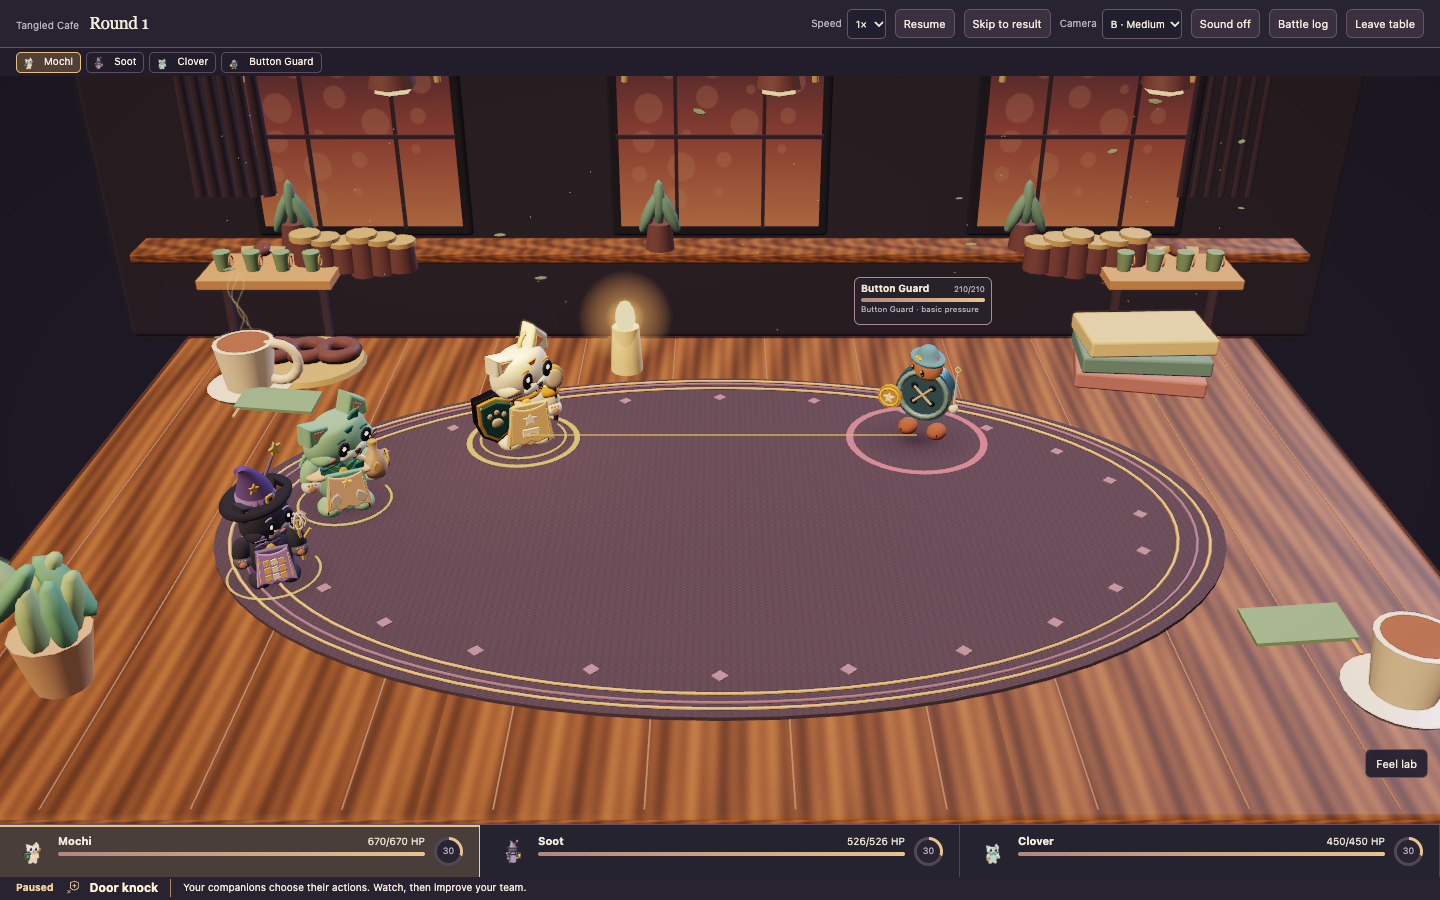 Tangled Cafe Round 1
Speed 1× Resume Skip to result Camera B · Medium Sound off Battle log Leave table
Mochi Soot Clover Button Guard
Button Guard 210/210
Button Guard · basic pressure
Feel lab
Mochi 670/670 HP 30
Soot 526/526 HP 30
Clover 450/450 HP 30
Paused Door knock Your companions choose their actions. Watch, then improve your team.